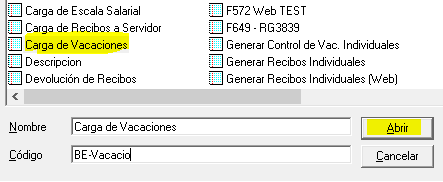 Carga de Escala Salarial
Carga de Recibos a Servidor
Carga de Vacaciones
Descripcion
Devolución de Recibos
F572 Web TEST
F649 - RG3839
Generar Control de Vac. Individuales
Generar Recibos Individuales
Generar Recibos Individuales (Web)
Nombre Carga de Vacaciones Abrir
Código BE-Vacacio Cancelar